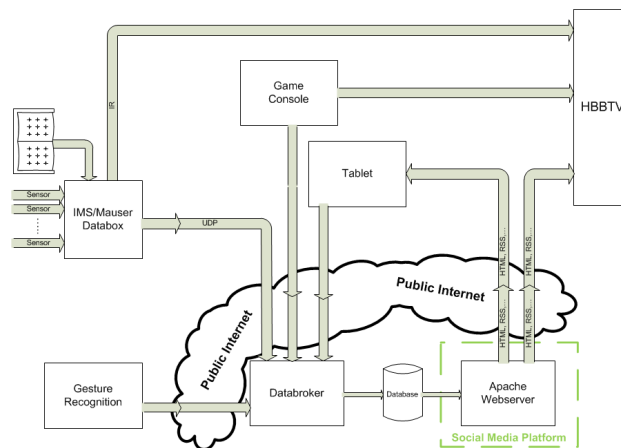 IR
Game
Console
HBBTV
Tablet
Sensor
Sensor
Sensor
IMS/Mauser
Databox
UDP
HTML, RSS,...
HTML, RSS,...
Public Internet
HTML, RSS,...
HTML, RSS,...
Public Internet
Gesture
Recognition
Databroker
Database
Apache
Webserver
Social Media Platform